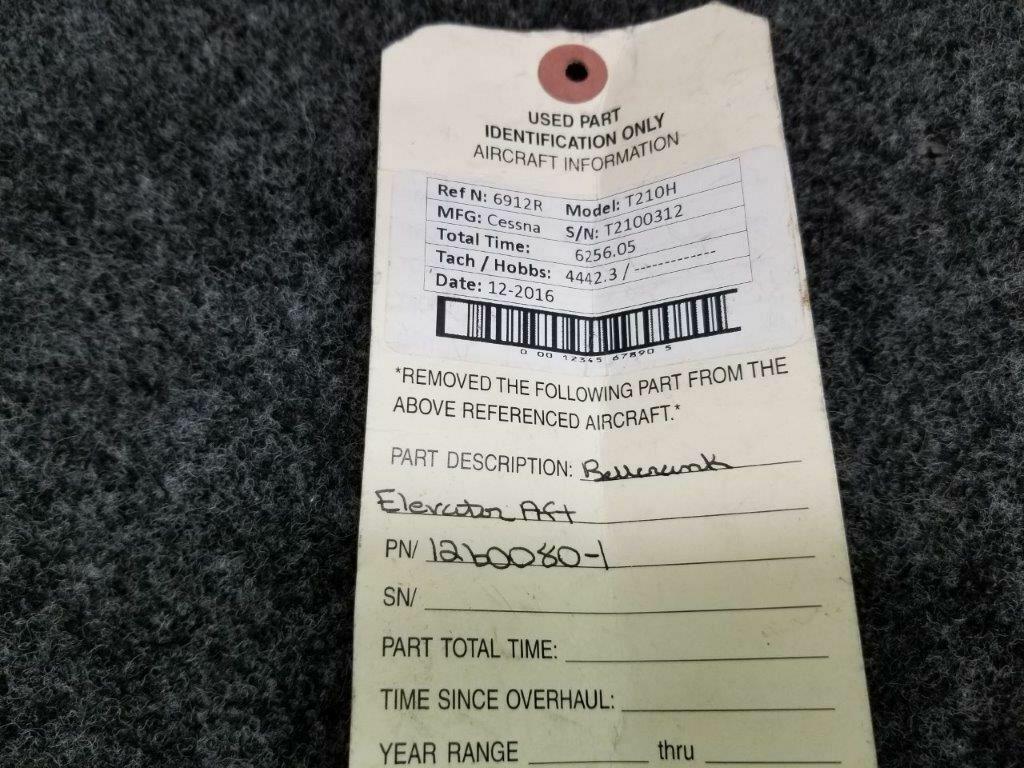 USED PART
IDENTIFICATION ONLY
AIRCRAFT INFORMATION
Ref N: 6912R Model: T210H
MFG: Cessna S/N: T2100312
Total Time: 6256.05
Tach / Hobbs: 4442.3 / -------------
Date: 12-2016
0 00 12345 67890 5
*REMOVED THE FOLLOWING PART FROM THE
ABOVE REFERENCED AIRCRAFT.*
PART DESCRIPTION: Bellcrank
Elevator Aft
PN/ 1260080-1
SN/
PART TOTAL TIME:
TIME SINCE OVERHAUL:
YEAR RANGE thru